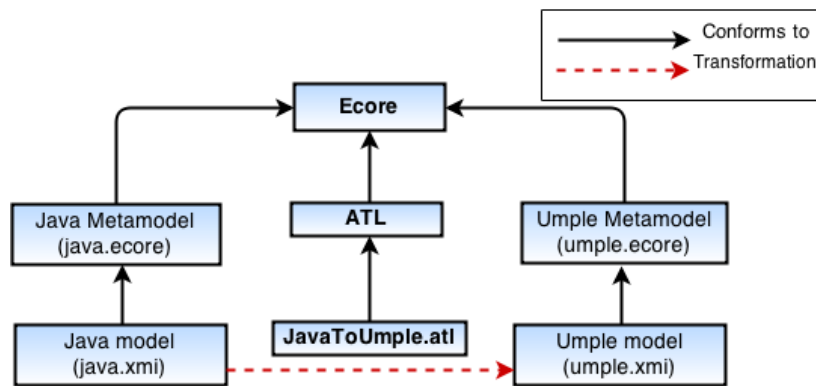 Conforms to
Transformation
Ecore
Java Metamodel
(java.ecore)
ATL
Umple Metamodel
(umple.ecore)
Java model
(java.xmi)
JavaToUmple.atl
Umple model
(umple.xmi)